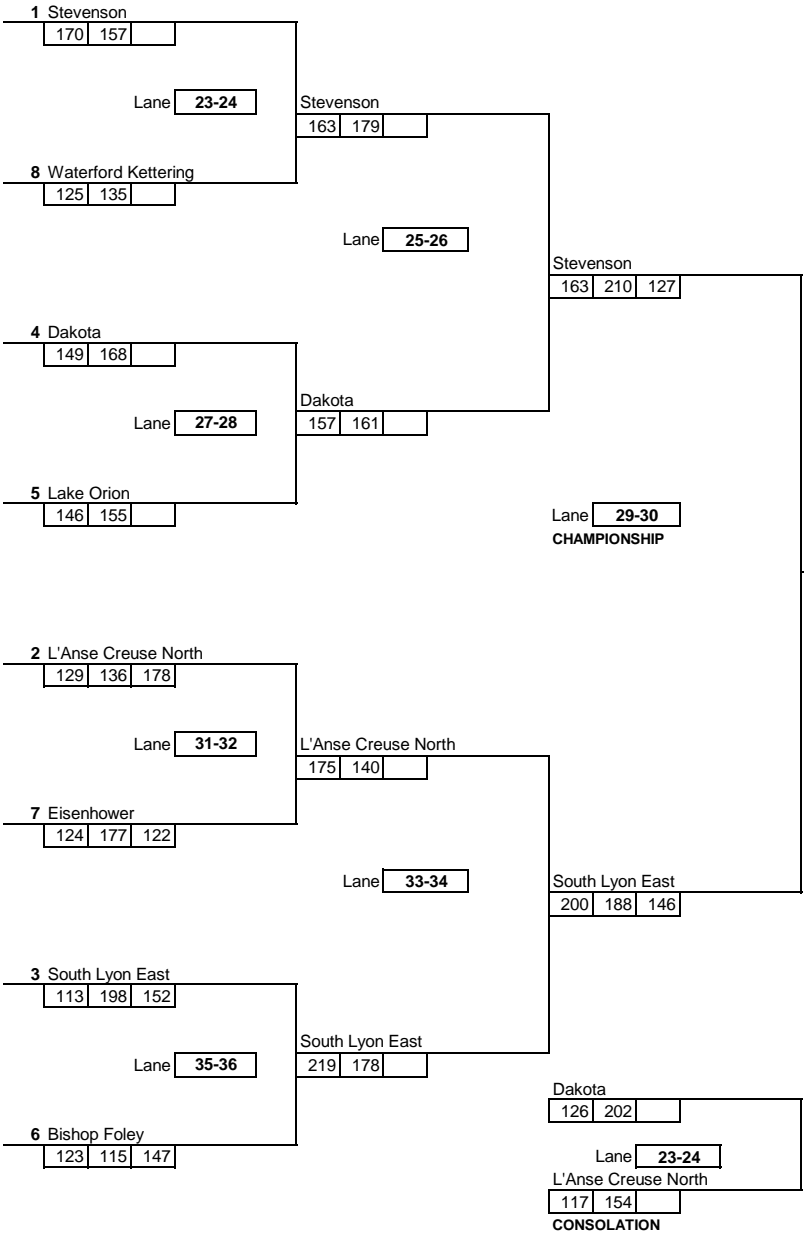 1 Stevenson
170 157
Lane 23-24
Stevenson
163 179
8 Waterford Kettering
125 135
Lane 25-26
Stevenson
163 210 127
4 Dakota
149 168
Dakota
Lane 27-28
157 161
5 Lake Orion
146 155
Lane 29-30
CHAMPIONSHIP
2 L'Anse Creuse North
129 136 178
Lane 31-32
L'Anse Creuse North
175 140
7 Eisenhower
124 177 122
Lane 33-34
South Lyon East
200 188 146
3 South Lyon East
113 198 152
South Lyon East
Lane 35-36
219 178
Dakota
126 202
6 Bishop Foley
123 115 147
Lane 23-24
L'Anse Creuse North
117 154
CONSOLATION